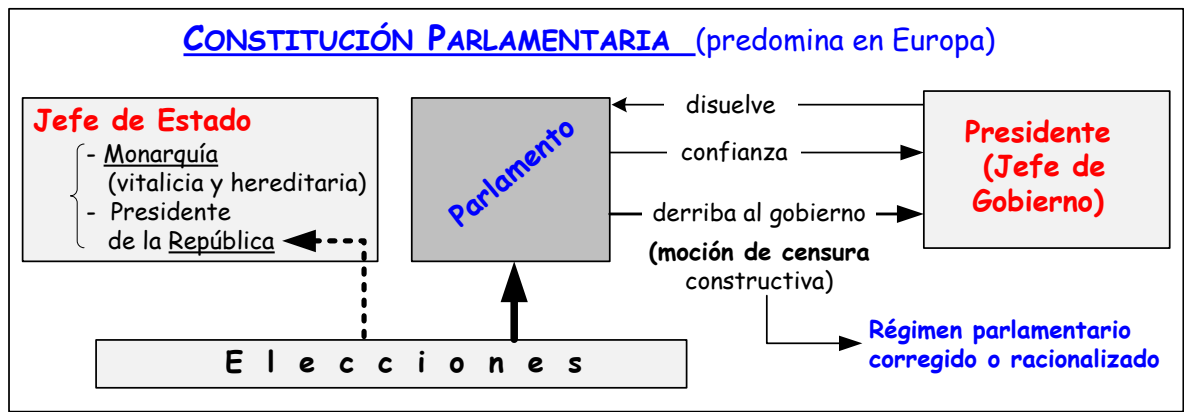 CONSTITUCIÓN PARLAMENTARIA (predomina en Europa)
Jefe de Estado
- Monarquía
(vitalicia y hereditaria)
- Presidente
de la República
Parlamento
disuelve
confianza
derriba al gobierno
(moción de censura
constructiva)
Presidente
(Jefe de
Gobierno)
Régimen parlamentario
corregido o racionalizado
E l e c c i o n e s